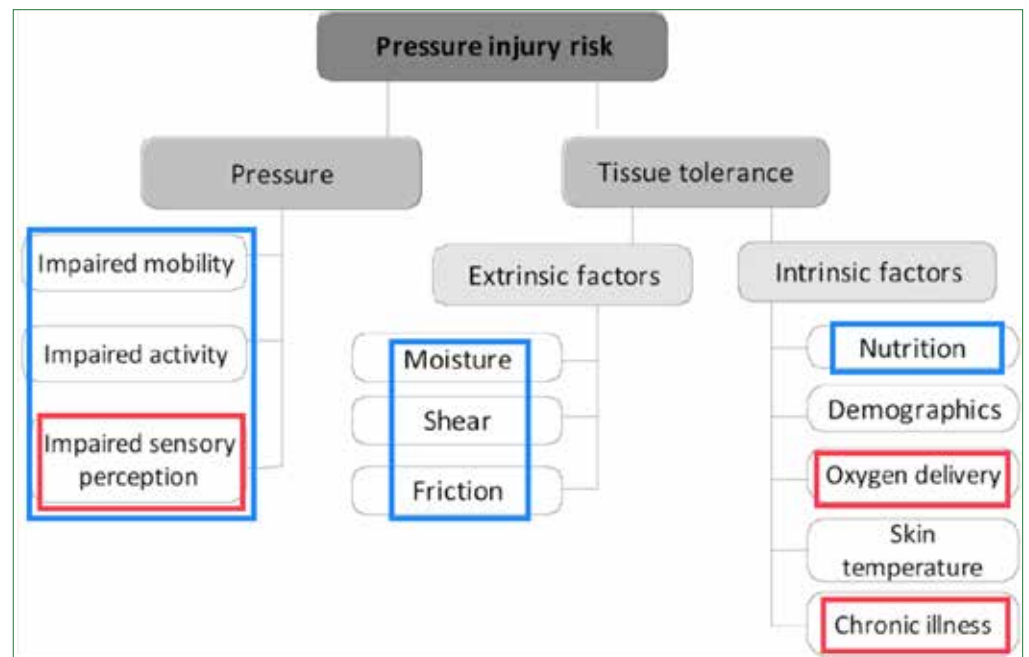 Pressure injury risk
Pressure
Tissue tolerance
Impaired mobility
Impaired activity
Impaired sensory
perception
Extrinsic factors
Moisture
Shear
Friction
Intrinsic factors
Nutrition
Demographics
Oxygen delivery
Skin
temperature
Chronic illness